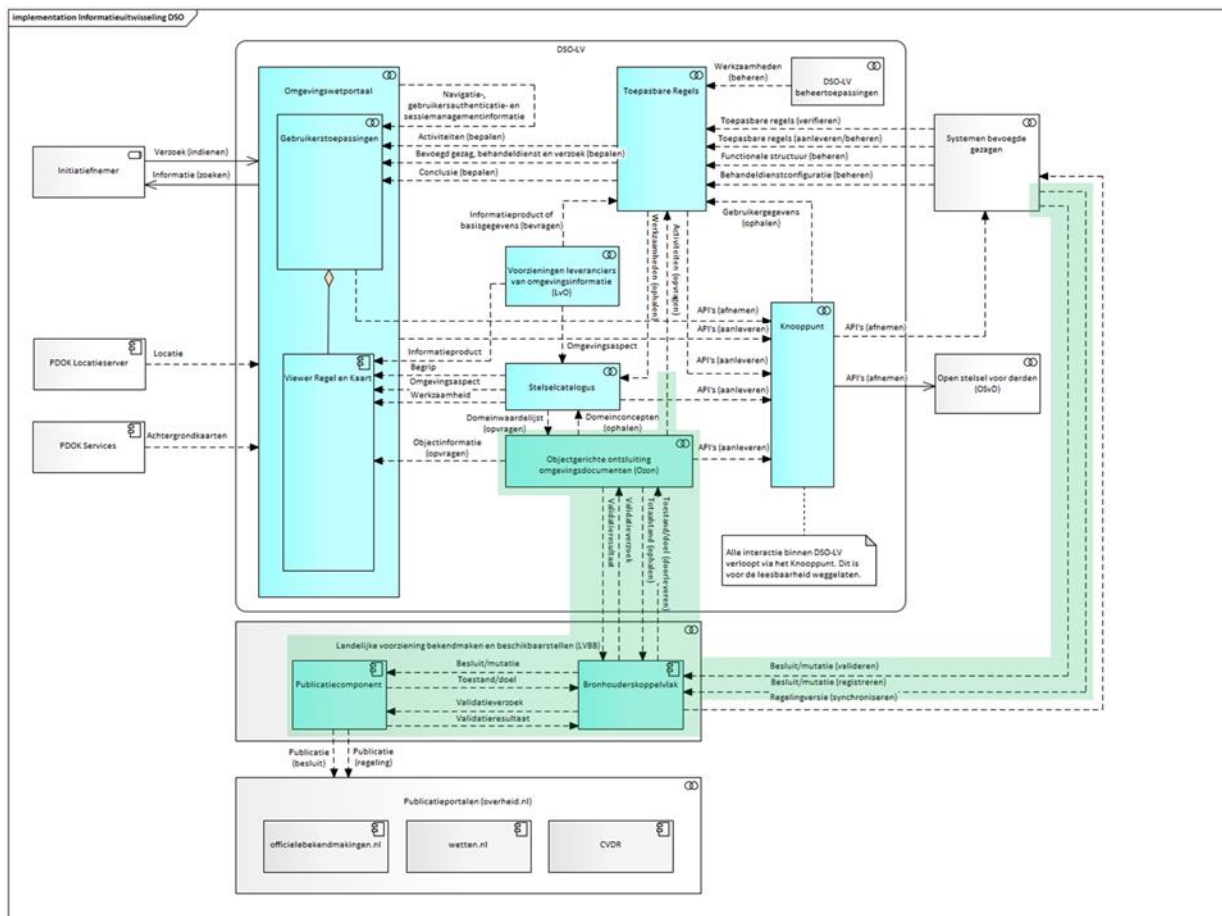 implementation Informatieuitwisseling DSO
DSO-LV
Omgevingswetportaal
Navigatie-,
gebruikersauthenticatie- en
sessiemanagementinformatie
Gebruikerstoepassingen
Toepasbare Regels
Werkzaamheden
(beheren)
DSO-LV
beheertoepassingen
Activiteiten (bepalen)
Bevoegd gezag, behandeldienst en verzoek (bepalen)
Conclusie (bepalen)
Toepasbare regels (verifieren)
Toepasbare regels (aanleveren/beheren)
Functionele structuur (beheren)
Behandeldienstconfiguratie (beheren)
Systemen bevoegde
gezagen
Initiatiefnemer
Verzoek (indienen)
Informatie (zoeken)
Informatieproduct of
basisgegevens (bevragen)
Werkzaamheden (ophalen)
Activiteiten (opvragen)
Gebruikergegevens
(ophalen)
Voorzieningen leveranciers
van omgevingsinformatie
(LvO)
API's (afnemen)
API's (aanleveren)
Knooppunt
API's (afnemen)
PDOK Locatieserver
Locatie
Viewer Regel en Kaart
Informatieproduct
Begrip
Omgevingsaspect
Werkzaamheid
Omgevingsaspect
Stelselcatalogus
API's (aanleveren)
API's (aanleveren)
API's (afnemen)
Open stelsel voor derden
(OSvD)
PDOK Services
Achtergrondkaarten
Domeinwaardelijst
(opvragen)
Domeinconcepten
(ophalen)
Objectinformatie
(opvragen)
Objectgerichte ontsluiting
omgevingsdocumenten (Ozon)
API's (aanleveren)
Validatieresultaat
Validatieverzoek
Totaalstand (ophalen)
Toestand/doel (doorleveren)
Alle interactie binnen DSO-LV
verloopt via het Knooppunt. Dit is
voor de leesbaarheid weggelaten.
Landelijke voorziening bekendmaken en beschikbaarstellen (LVBB)
Publicatiecomponent
Besluit/mutatie
Toestand/doel
Validatieverzoek
Validatieresultaat
Bronhouderskoppelvlak
Besluit/mutatie (valideren)
Besluit/mutatie (registreren)
Regelingversie (synchroniseren)
Publicatie
(besluit)
Publicatie
(regeling)
Publicatieportalen (overheid.nl)
officielebekendmakingen.nl
wetten.nl
CVDR